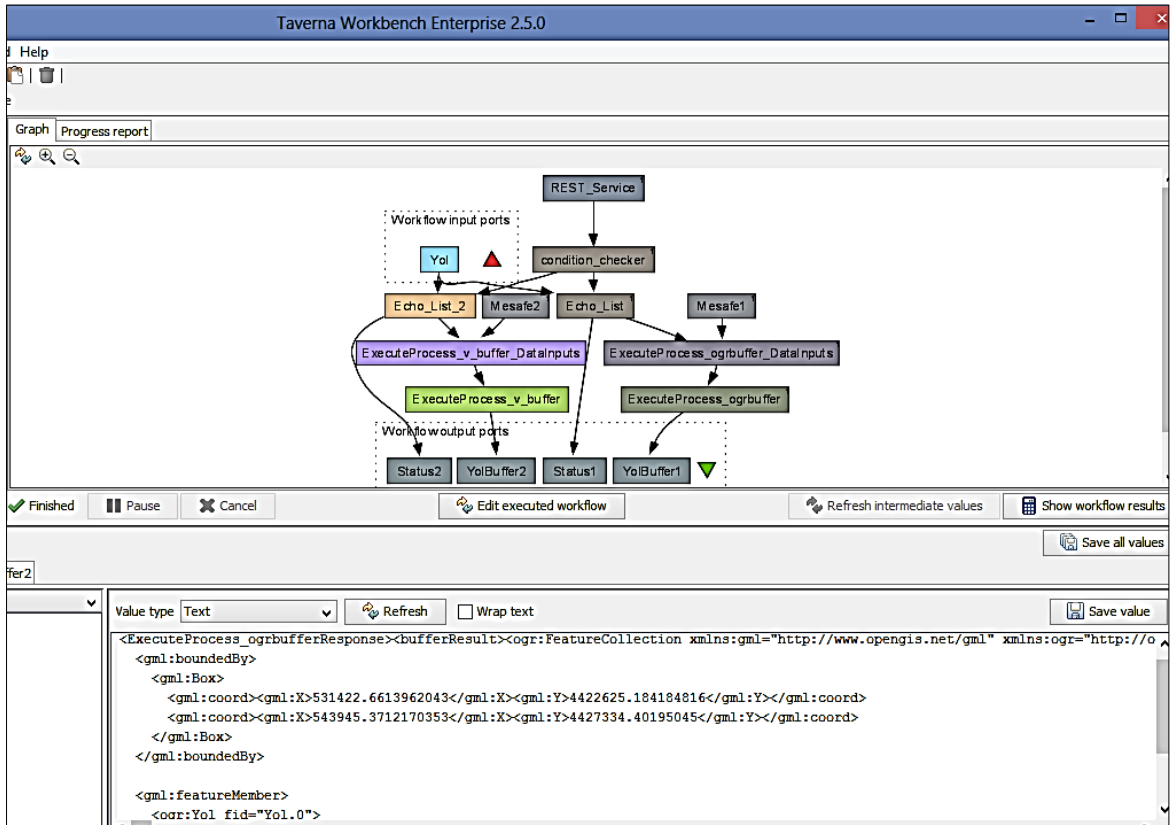 Taverna Workbench Enterprise 2.5.0
d Help
e
Graph Progress report
REST_Service
Workflow input ports
Yol condition_checker
Echo_List_2 Mesafe2 Echo_List Mesafe1
ExecuteProcess_v_buffer_DataInputs ExecuteProcess_ogrbuffer_DataInputs
ExecuteProcess_v_buffer ExecuteProcess_ogrbuffer
Workflow output ports
Status2 YolBuffer2 Status1 YolBuffer1
Finished Pause Cancel Edit executed workflow Refresh intermediate values Show workflow results
Save all values
ffer2
Value type Text Refresh Wrap text Save value
<ExecuteProcess_ogrbufferResponse><bufferResult><ogr:FeatureCollection xmlns:gml="http://www.opengis.net/gml" xmlns:ogr="http://o
<gml:boundedBy>
<gml:Box>
<gml:coord><gml:X>531422.6613962043</gml:X><gml:Y>4422625.184184816</gml:Y></gml:coord>
<gml:coord><gml:X>543945.3712170353</gml:X><gml:Y>4427334.40195045</gml:Y></gml:coord>
</gml:Box>
</gml:boundedBy>
<gml:featureMember>
<ogr:Yol fid="Yol.0">